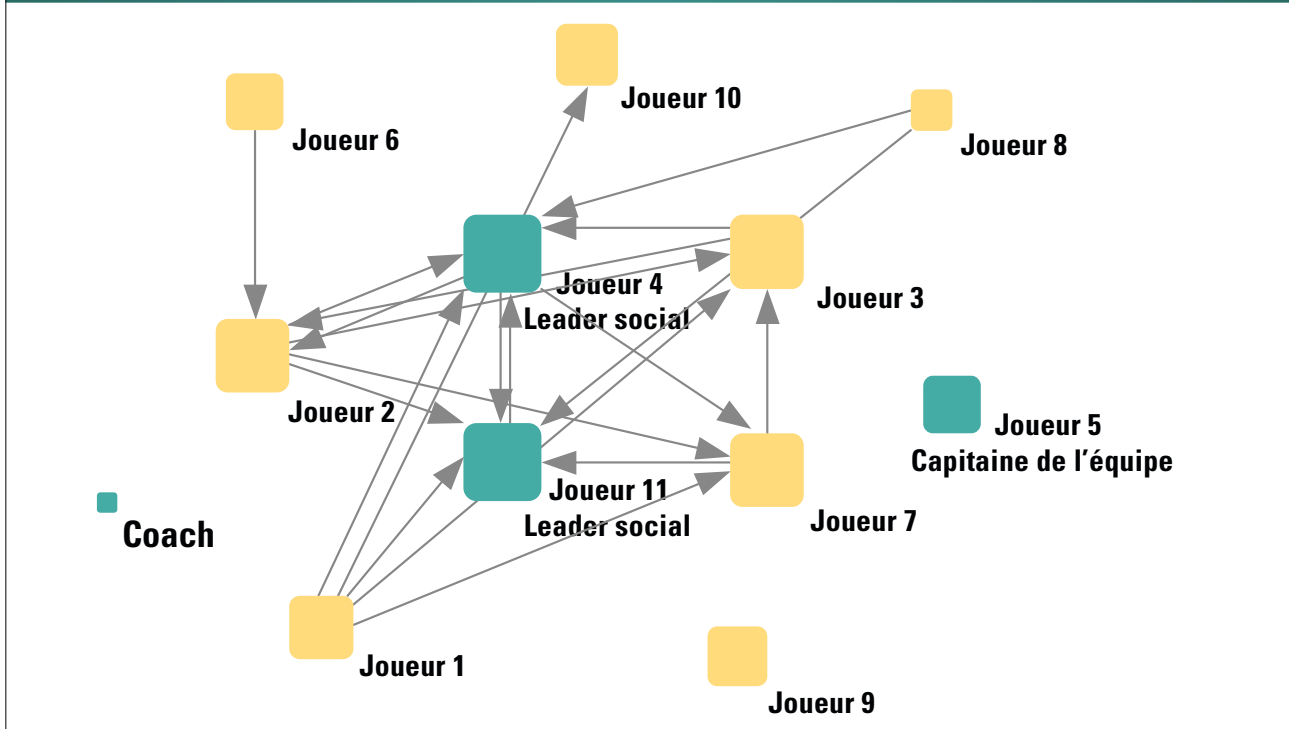 Joueur 10
Joueur 6
Joueur 8
Joueur 4
Leader social
Joueur 3
Joueur 2
Joueur 5
Capitaine de l'équipe
Joueur 11
Leader social
Joueur 7
Coach
Joueur 1
Joueur 9